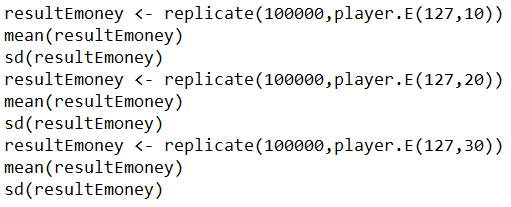 resultEmoney <- replicate(100000,player.E(127,10))
mean(resultEmoney)
sd(resultEmoney)
resultEmoney <- replicate(100000,player.E(127,20))
mean(resultEmoney)
sd(resultEmoney)
resultEmoney <- replicate(100000,player.E(127,30))
mean(resultEmoney)
sd(resultEmoney)